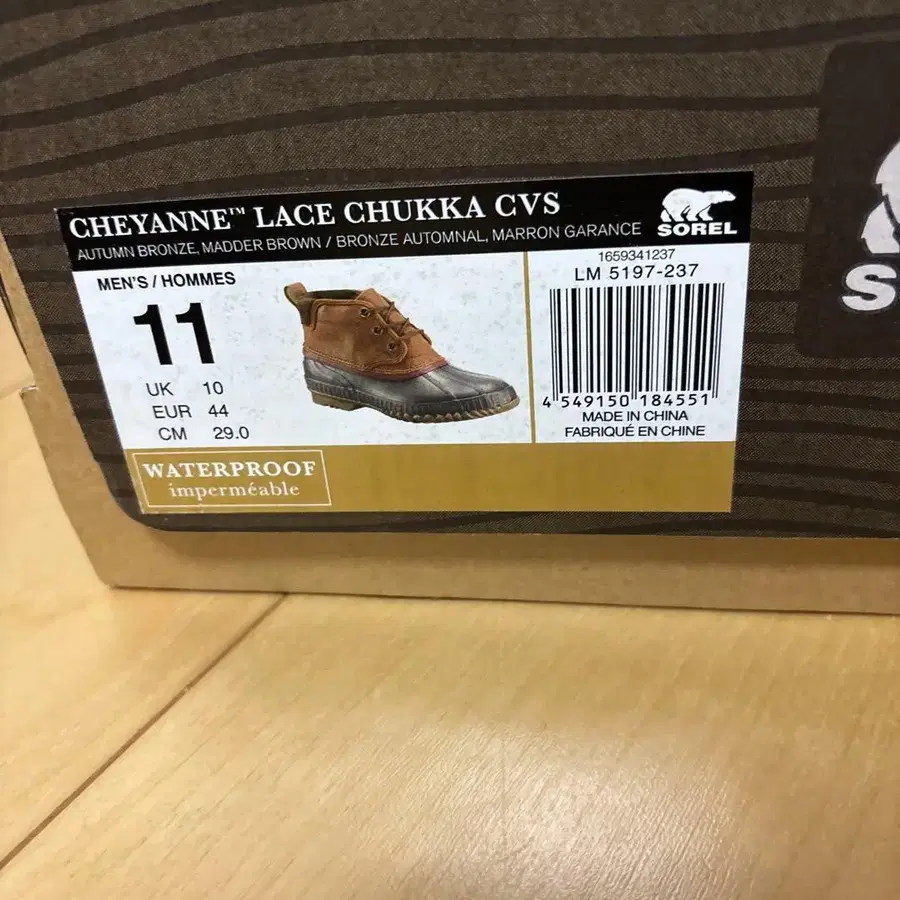 CHEYANNE™ LACE CHUKKA CVS
AUTUMN BRONZE, MADDER BROWN / BRONZE AUTOMNAL, MARRON GARANCE
SOREL
MEN'S / HOMMES
11
UK 10
EUR 44
CM 29.0
1659341237
LM 5197-237
4 549150 184551
MADE IN CHINA
FABRIQUÉ EN CHINE
WATERPROOF
imperméable
S